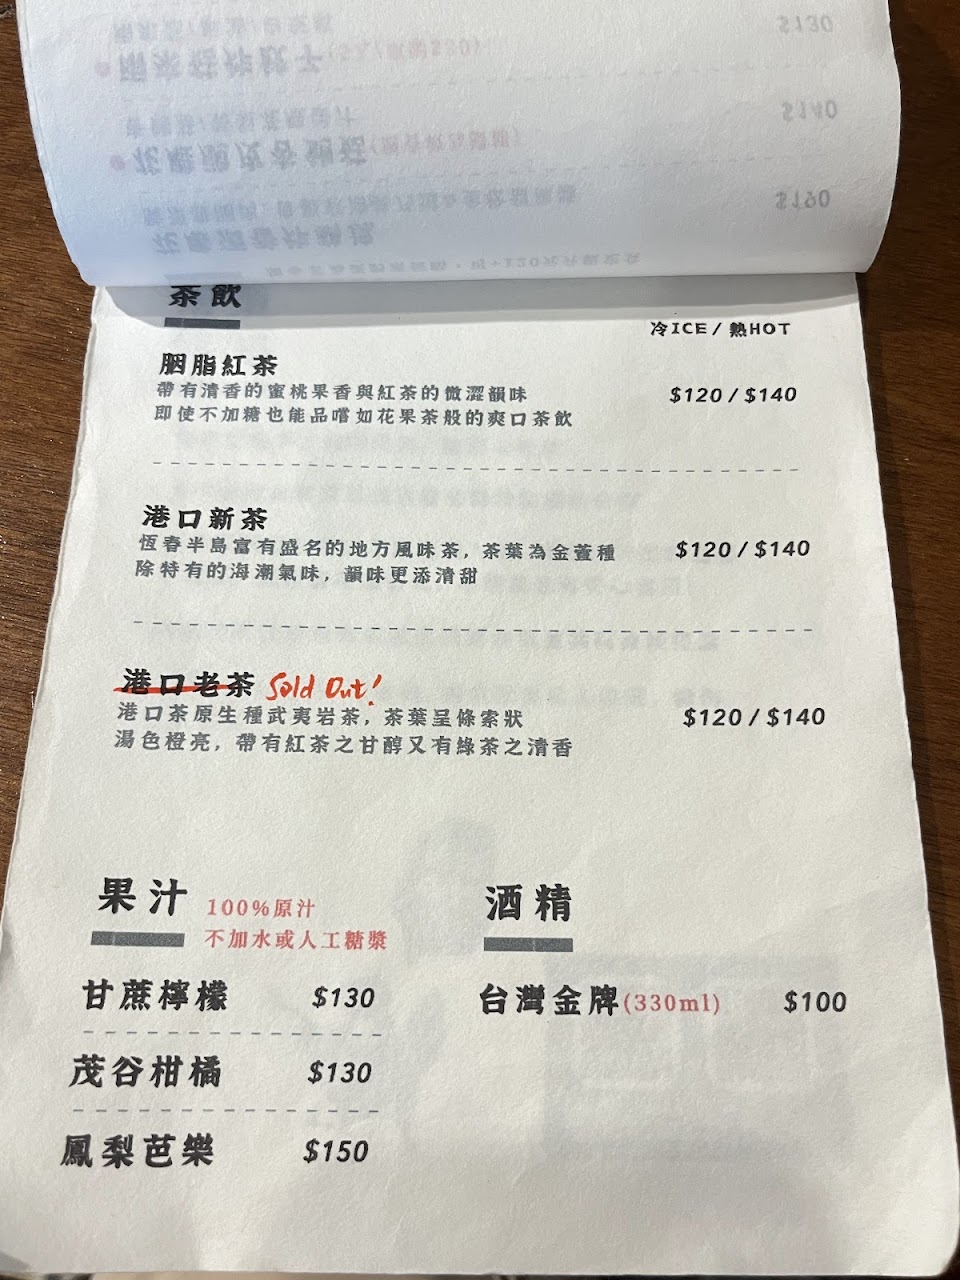 $130
$140
$190
茶飲
冷ICE / 熱HOT
胭脂紅茶
帶有清香的蜜桃果香與紅茶的微澀韻味
$120 / $140
即使不加糖也能品嚐如花果茶般的爽口茶飲
港口新茶
恆春半島富有盛名的地方風味茶，茶葉為金萱種
$120 / $140
除特有的海潮氣味，韻味更添清甜
港口老茶 Sold Out!
港口茶原生種武夷岩茶，茶葉呈條索狀
$120 / $140
湯色橙亮，帶有紅茶之甘醇又有綠茶之清香
果汁
100%原汁
不加水或人工糖漿
甘蔗檸檬 $130
茂谷柑橘 $130
鳳梨芭樂 $150
酒精
台灣金牌(330ml) $100